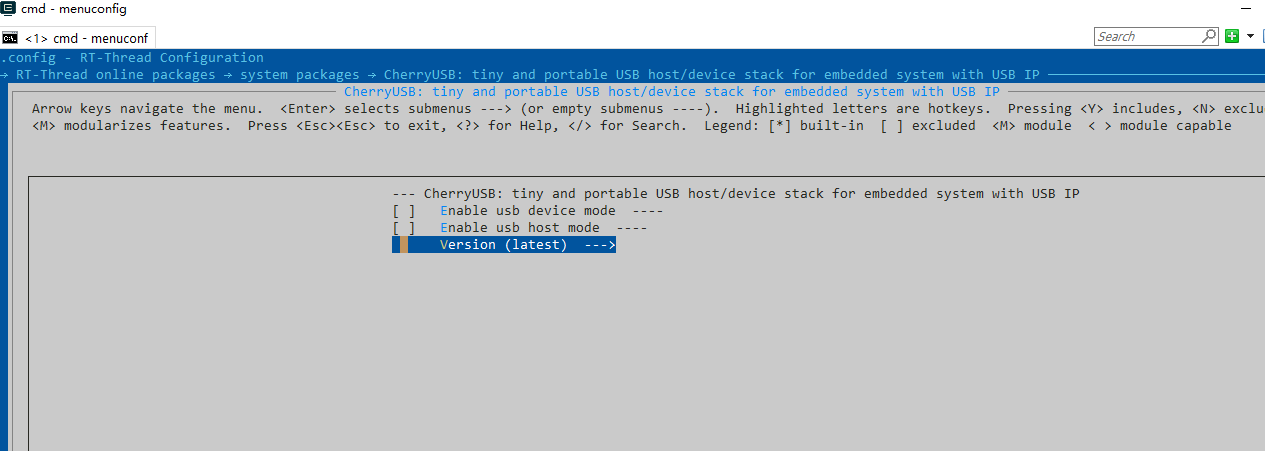 cmd - menuconfig
<1> cmd - menuconf
Search
.config - RT-Thread Configuration
→ RT-Thread online packages → system packages → CherryUSB: tiny and portable USB host/device stack for embedded system with USB IP
CherryUSB: tiny and portable USB host/device stack for embedded system with USB IP
Arrow keys navigate the menu. <Enter> selects submenus ---> (or empty submenus ----). Highlighted letters are hotkeys. Pressing <Y> includes, <N> exclu
<M> modularizes features. Press <Esc><Esc> to exit, <?> for Help, </> for Search. Legend: [*] built-in [ ] excluded <M> module < > module capable
--- CherryUSB: tiny and portable USB host/device stack for embedded system with USB IP
[ ] Enable usb device mode ----
[ ] Enable usb host mode ----
Version (latest) --->